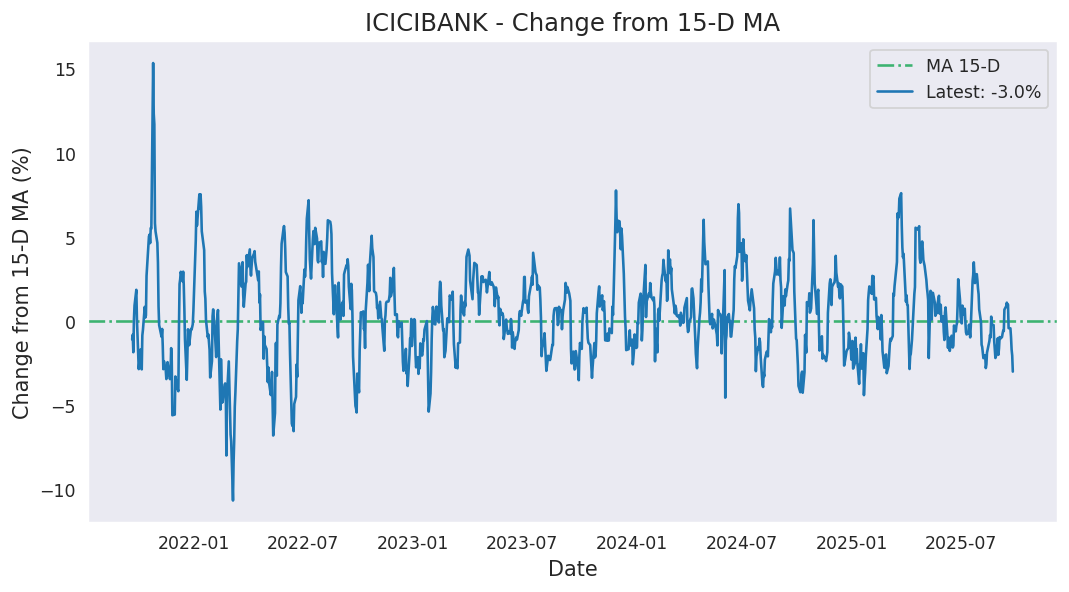 ICICIBANK - Change from 15-D MA
MA 15-D
Latest: -3.0%
Change from 15-D MA (%)
15
10
5
0
−5
−10
2022-01
2022-07
2023-01
2023-07
2024-01
2024-07
2025-01
2025-07
Date